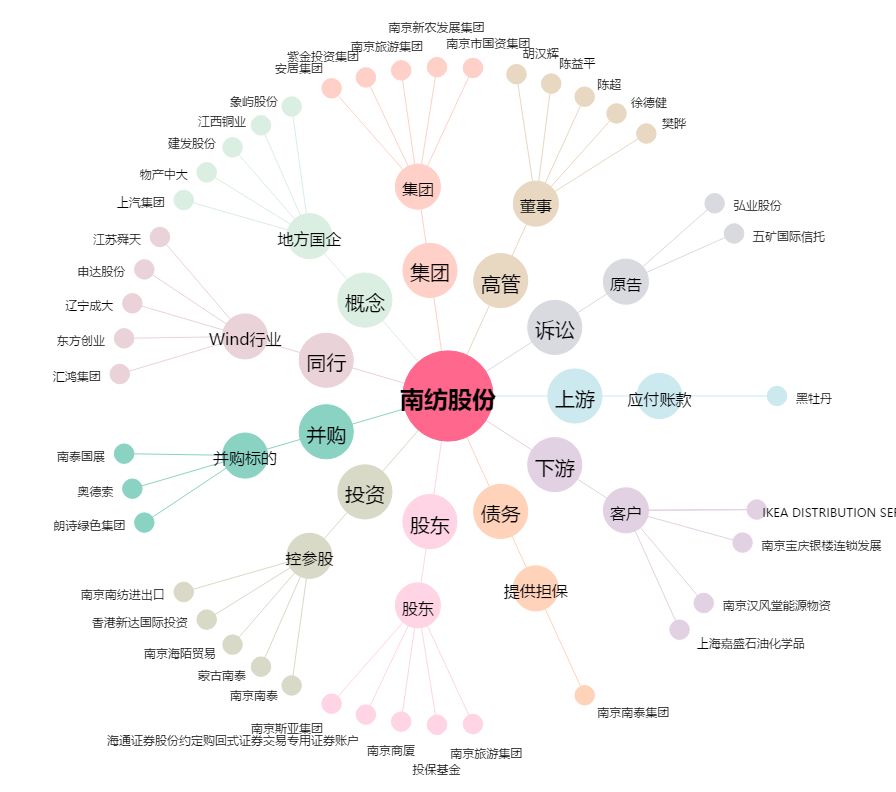 南京新农发展集团
南京市国资集团
南京旅游集团
紫金投资集团
安居集团
胡汉辉
陈益平
陈超
徐德健
樊晔
象屿股份
江西铜业
建发股份
物产中大
上汽集团
集团
董事
弘业股份
五矿国际信托
地方国企
江苏舜天
申达股份
辽宁成大
东方创业
汇鸿集团
集团
高管
原告
概念
诉讼
Wind行业
同行
南纺股份
上游
应付账款
黑牡丹
并购
并购标的
南泰国展
奥德索
朗诗绿色集团
下游
投资
股东
债务
客户
IKEA DISTRIBUTION SER
南京宝庆银楼连锁发展
控参股
提供担保
股东
南京南纺进出口
香港新达国际投资
南京海陌贸易
蒙古南泰
南京南泰
南京汉风堂能源物资
上海嘉盛石油化学品
南京南泰集团
南京斯亚集团
海通证券股份约定购回式证券交易专用证券账户
南京商厦
南京旅游集团
投保基金